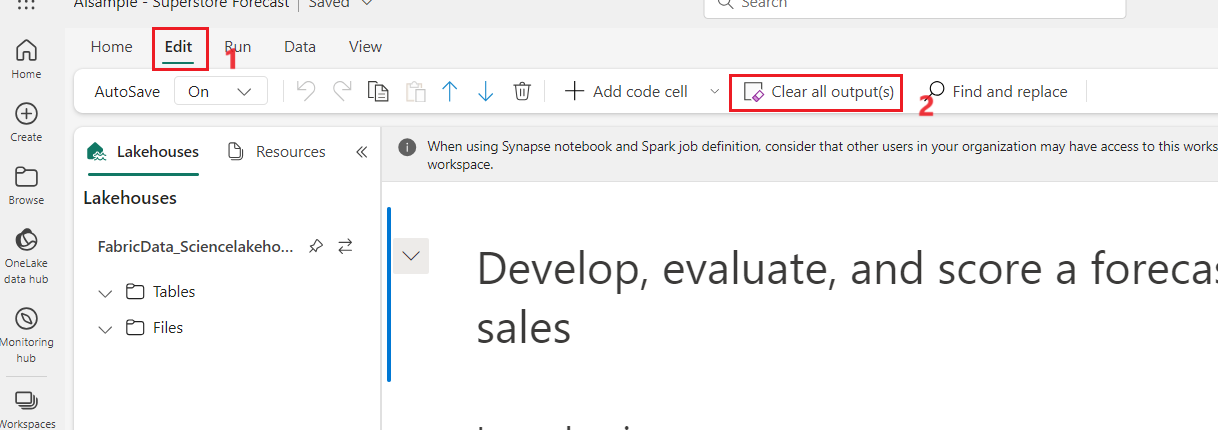 AIsample - Superstore Forecast
Saved
Search
Home
Edit
1
Run
Data
View
AutoSave
On
Add code cell
Clear all output(s)
2
Find and replace
Home
Create
Browse
OneLake
data hub
Monitoring
hub
Workspaces
Lakehouses
Resources
Lakehouses
FabricData_Sciencelakeho...
Tables
Files
When using Synapse notebook and Spark job definition, consider that other users in your organization may have access to this works
workspace.
Develop, evaluate, and score a forecas
sales